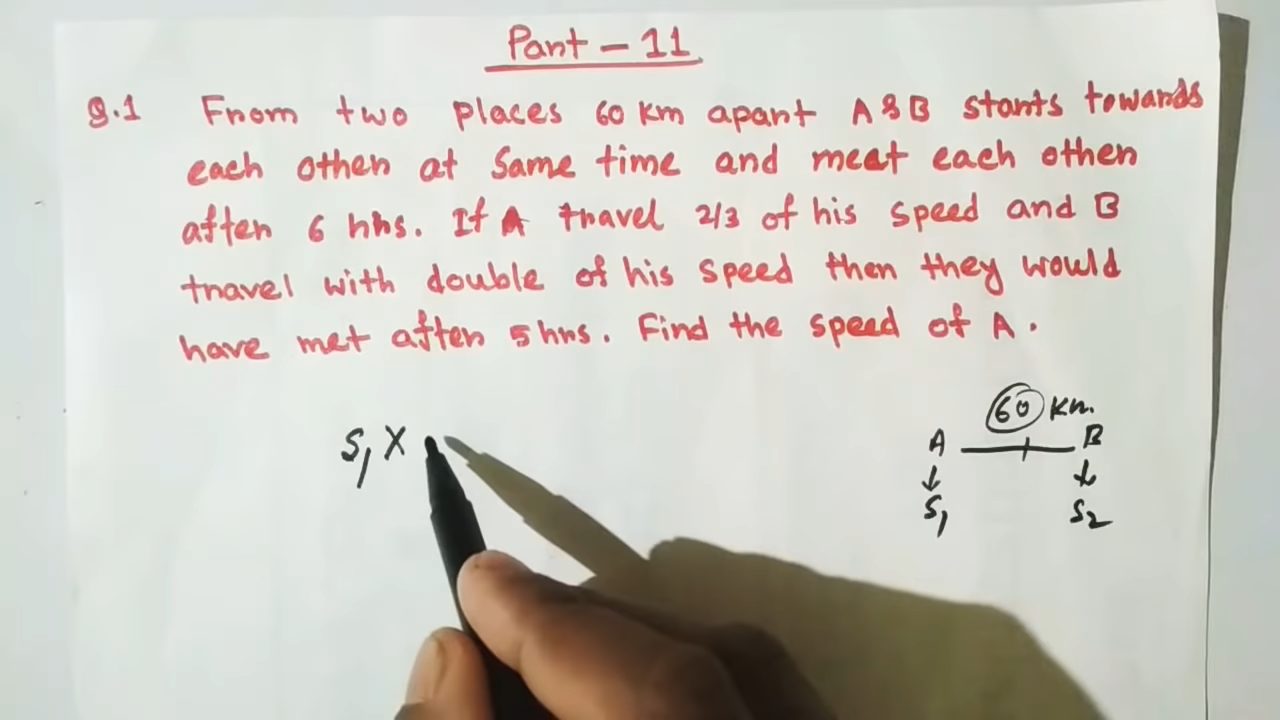 Part - 11
Q.1 From two places 60 km apart A & B starts towards
each other at same time and meet each other
after 6 hrs. If A travel 2/3 of his speed and B
travel with double of his speed then they would
have met after 5 hrs. Find the speed of A.
60 Km.
A B
S1 S2
S1 X